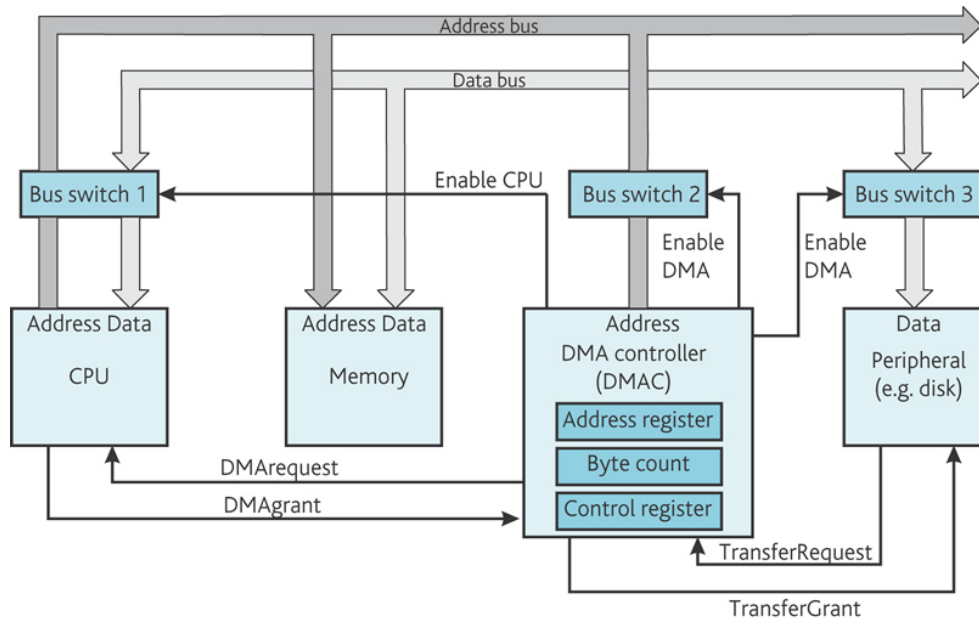 Address bus
Data bus
Bus switch 1
Enable CPU
Bus switch 2
Bus switch 3
Enable
DMA
Enable
DMA
Address Data
CPU
Address Data
Memory
Address
DMA controller
(DMAC)
Address register
Byte count
Control register
Data
Peripheral
(e.g. disk)
DMArequest
DMAgrant
TransferRequest
TransferGrant